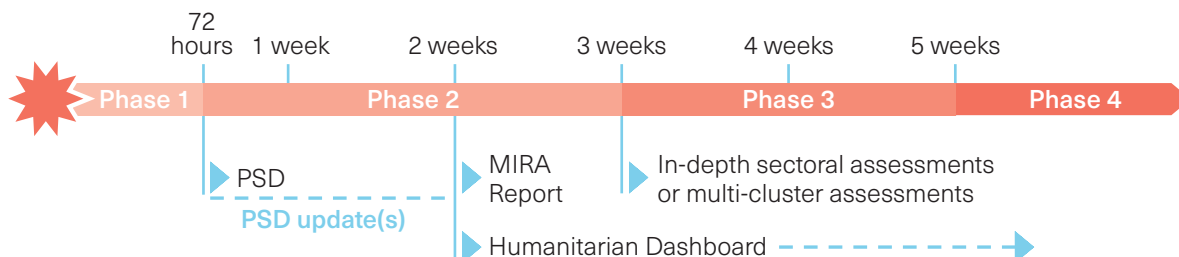 72
hours
1 week
2 weeks
3 weeks
4 weeks
5 weeks
Phase 1
Phase 2
Phase 3
Phase 4
PSD
PSD update(s)
MIRA
Report
In-depth sectoral assessments
or multi-cluster assessments
Humanitarian Dashboard